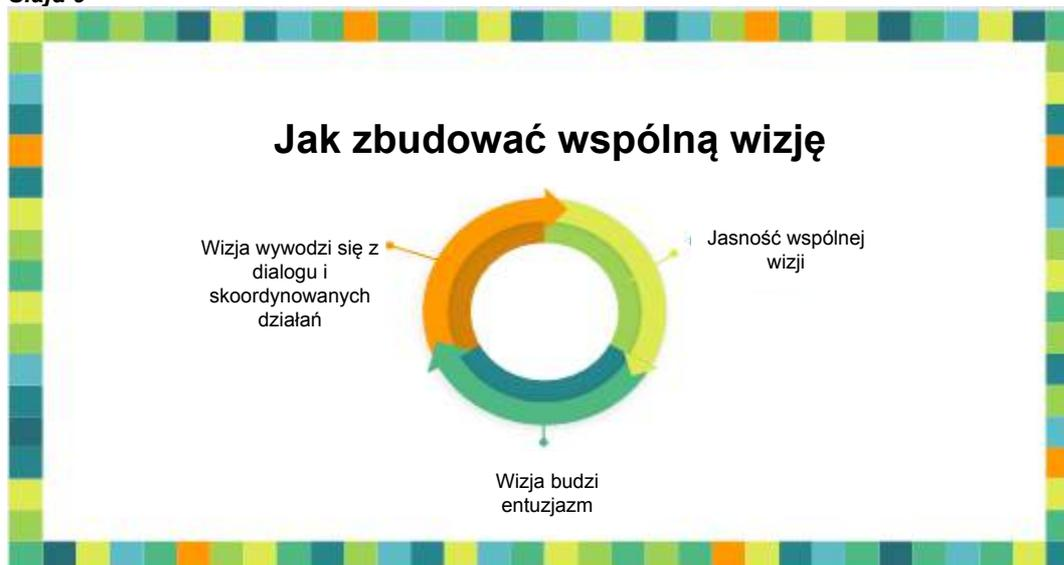 Jak zbudować wspólną wizję
Wizja wywodzi się z
dialogu i
skoordynowanych
działań
Jasność wspólnej
wizji
Wizja budzi
entuzjazm